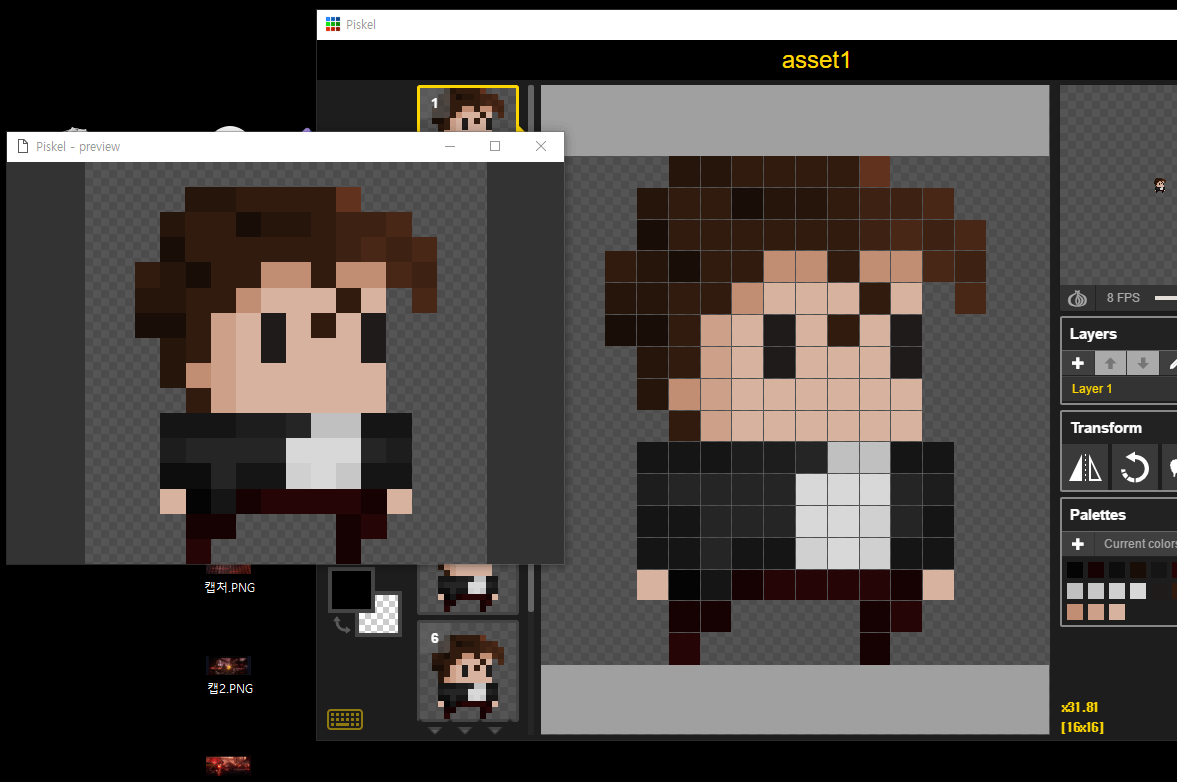 Piskel
asset1
1
Piskel - preview
8 FPS
Layers
Layer 1
Transform
Palettes
Current colors
캡처.PNG
6
캡2.PNG
x31.81
[16x16]